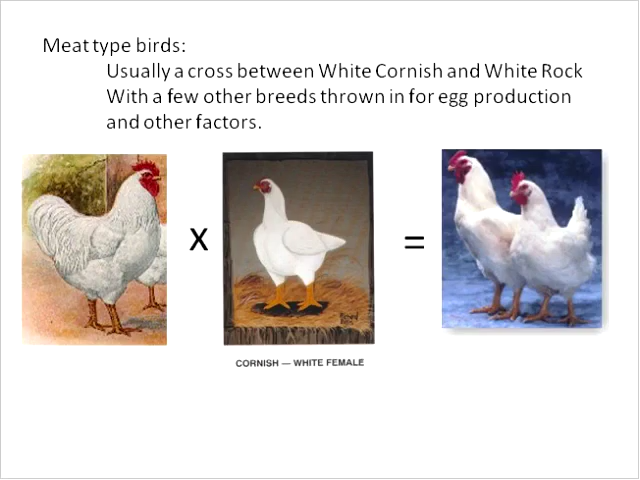 Meat type birds:
Usually a cross between White Cornish and White Rock
With a few other breeds thrown in for egg production
and other factors.
X
=
CORNISH — WHITE FEMALE